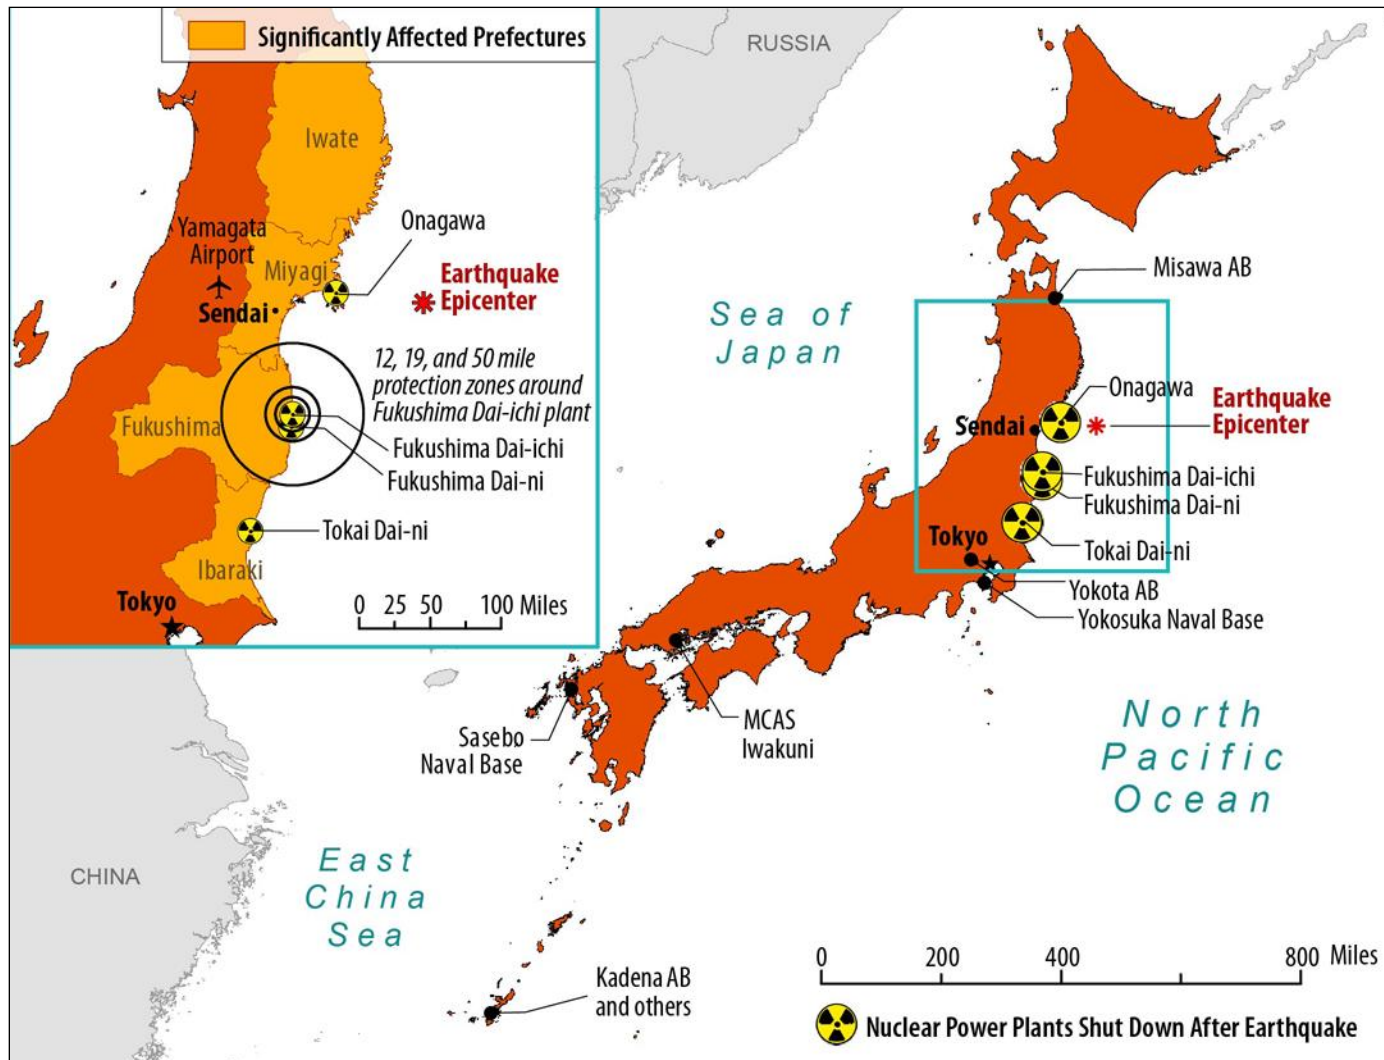 Significantly Affected Prefectures
Iwate
Yamagata
Airport
Onagawa
Miyagi
Earthquake
Epicenter
Sendai
12, 19, and 50 mile
protection zones around
Fukushima Dai-ichi plant
Fukushima
Fukushima Dai-ichi
Fukushima Dai-ni
Tokai Dai-ni
Ibaraki
Tokyo
0 25 50 100 Miles
RUSSIA
Misawa AB
Sea of
Japan
Onagawa
Earthquake
Epicenter
Sendai
Fukushima Dai-ichi
Fukushima Dai-ni
Tokyo
Tokai Dai-ni
Yokota AB
Yokosuka Naval Base
MCAS
Iwakuni
Sasebo
Naval Base
North
Pacific
Ocean
CHINA
East
China
Sea
Kadena AB
and others
0 200 400 800 Miles
Nuclear Power Plants Shut Down After Earthquake